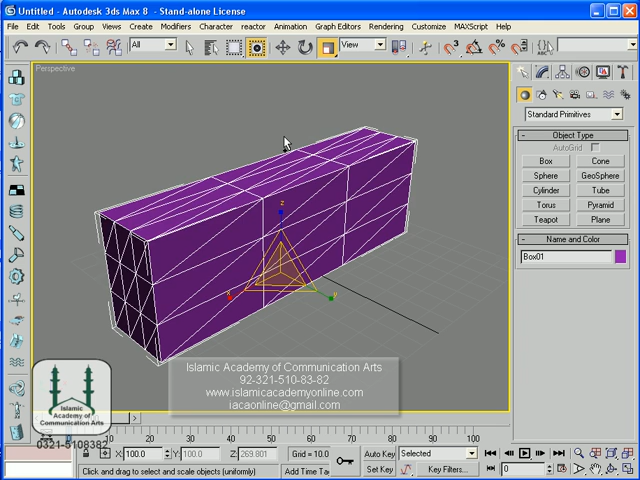 Untitled - Autodesk 3ds Max 8 - Stand-alone License
File Edit Tools Group Views Create Modifiers reactor Animation Graph Editors Rendering Customize MAXScript Help
All
View
3
ABC
Perspective
Standard Primitives
Object Type
AutoGrid
Box Cone
Sphere GeoSphere
Cylinder Tube
Torus Pyramid
Teapot Plane
Name and Color
Box01
z
x
y
Islamic Academy of Communication Arts
92-321-510-83-82
www.islamicacademyonline.com
iacaonline@gmail.com
Islamic
Academy of
Communication Arts
0321-5108382
10 20 30 40 50 60 70 80 90 100
X: 100.0 Y: 100.0 Z: 269.801 Grid = 10.0
Auto Key Selected
Set Key Key Filters...
0
Click and drag to select and scale objects (uniformly)
Add Time Ta